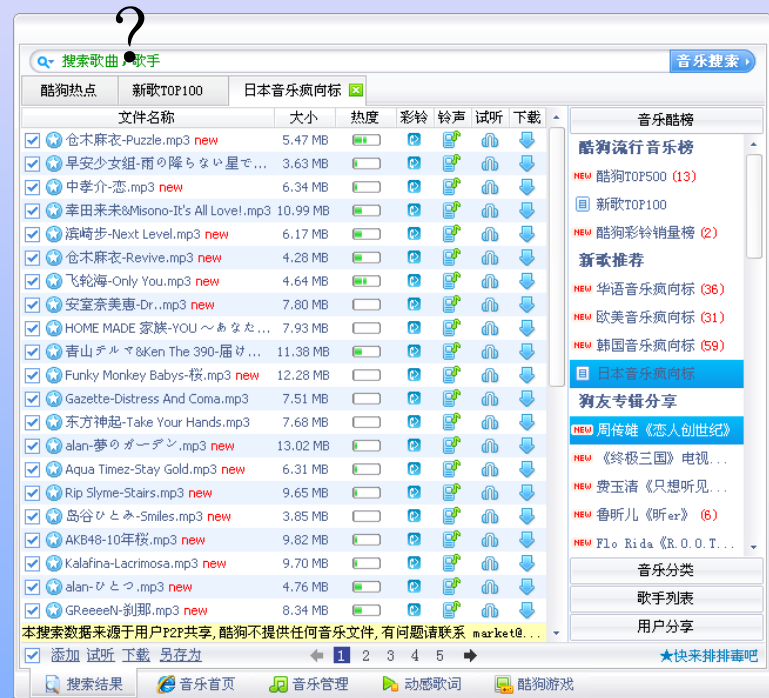 ?
搜索歌曲、歌手
音乐搜索
酷狗热点 新歌TOP100 日本音乐疯向标
文件名称 大小 热度 彩铃 铃声 试听 下载
仓木麻衣-Puzzle.mp3 new 5.47 MB
早安少女组-雨の降らない星で... 3.63 MB
中孝介-恋.mp3 new 6.34 MB
幸田来未&Misono-It's All Love!.mp3 10.99 MB
滨崎步-Next Level.mp3 new 6.17 MB
仓木麻衣-Revive.mp3 new 4.28 MB
飞轮海-Only You.mp3 new 4.64 MB
安室奈美恵-Dr..mp3 new 7.80 MB
HOME MADE 家族-YOU ～あなた... 7.93 MB
青山テルマ&Ken The 390-届け... 11.38 MB
Funky Monkey Babys-桜.mp3 new 12.28 MB
Gazette-Distress And Coma.mp3 7.51 MB
东方神起-Take Your Hands.mp3 7.68 MB
alan-夢のガーデン.mp3 new 13.02 MB
Aqua Timez-Stay Gold.mp3 new 6.31 MB
Rip Slyme-Stairs.mp3 new 9.65 MB
岛谷ひとみ-Smiles.mp3 new 3.85 MB
AKB48-10年桜.mp3 new 9.82 MB
Kalafina-Lacrimosa.mp3 new 9.70 MB
alan-ひとつ.mp3 new 4.76 MB
GReeeeN-刹那.mp3 new 8.34 MB
本搜索数据来源于用户P2P共享,酷狗不提供任何音乐文件,有问题请联系 market@...
添加 试听 下载 另存为 1 2 3 4 5
音乐酷榜
酷狗流行音乐榜
NEW 酷狗TOP500 (13)
新歌TOP100
NEW 酷狗彩铃销量榜 (2)
新歌推荐
NEW 华语音乐疯向标 (36)
NEW 欧美音乐疯向标 (31)
NEW 韩国音乐疯向标 (59)
日本音乐疯向标
狗友专辑分享
NEW 周传雄《恋人创世纪》
NEW 《终极三国》电视...
NEW 费玉清《只想听见...
NEW 鲁昕儿《昕er》 (6)
NEW Flo Rida《R.O.O.T...
音乐分类
歌手列表
用户分享
★快来排排毒吧
搜索结果 音乐首页 音乐管理 动感歌词 酷狗游戏